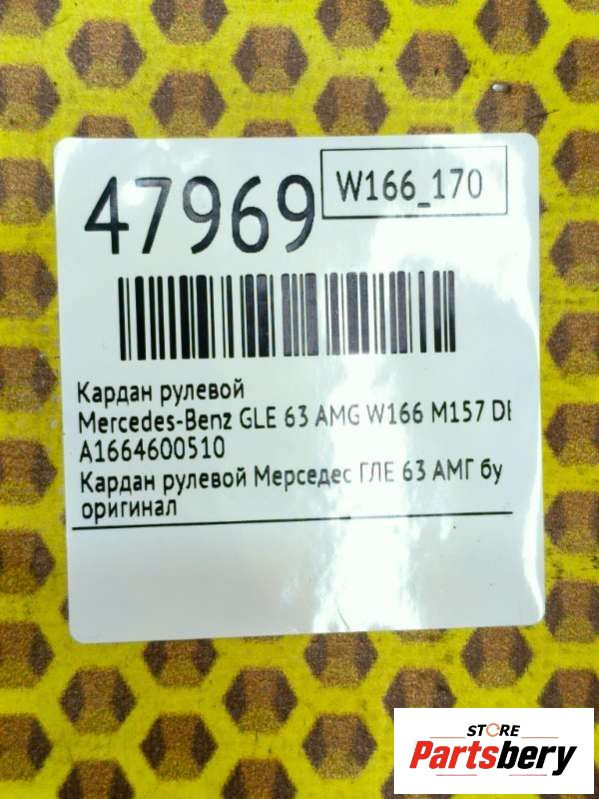 47969
W166_170
Кардан рулевой
Mercedes-Benz GLE 63 AMG W166 M157 DE
A1664600510
Кардан рулевой Мерседес ГЛЕ 63 АМГ бу
оригинал
STORE
Partsbery